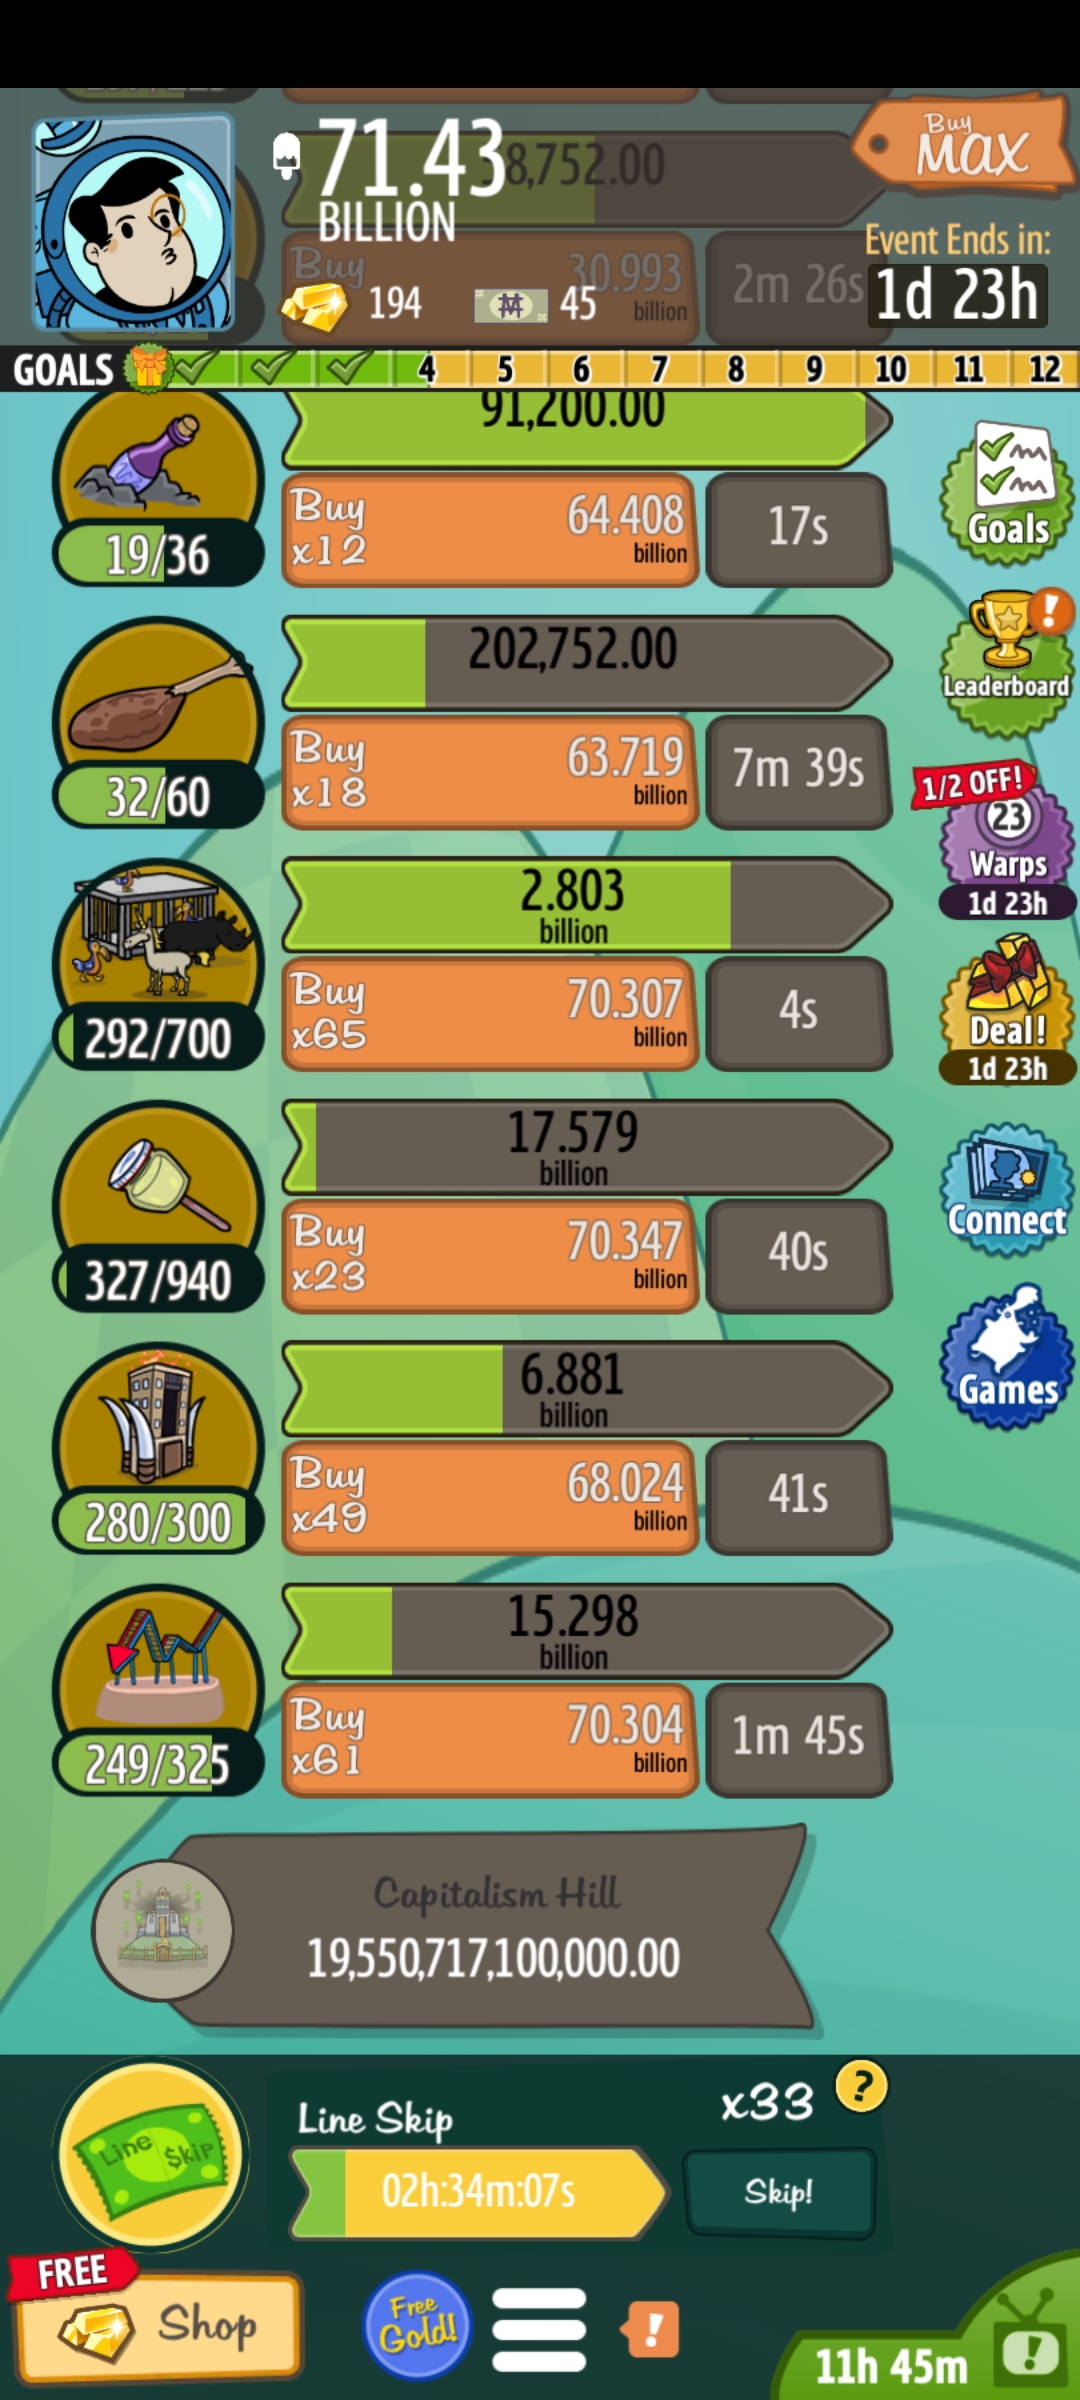 71.43
BILLION
8,752.00
Buy
MAX
Buy
30.993
billion
2m 26s
194
45
Event Ends in:
1d 23h
GOALS
4
5
6
7
8
9
10
11
12
91,200.00
Buy
x12
64.408
billion
17s
19/36
Goals
202,752.00
Buy
x18
63.719
billion
7m 39s
32/60
Leaderboard
1/2 OFF!
23
Warps
1d 23h
2.803
billion
Buy
x65
70.307
billion
4s
292/700
Deal!
1d 23h
17.579
billion
Buy
x23
70.347
billion
40s
327/940
Connect
6.881
billion
Buy
x49
68.024
billion
41s
280/300
Games
15.298
billion
Buy
x61
70.304
billion
1m 45s
249/325
Capitalism Hill
19,550,717,100,000.00
Line $kip
Line Skip
x33
?
02h:34m:07s
Skip!
FREE
Shop
Free
Gold!
!
11h 45m
!